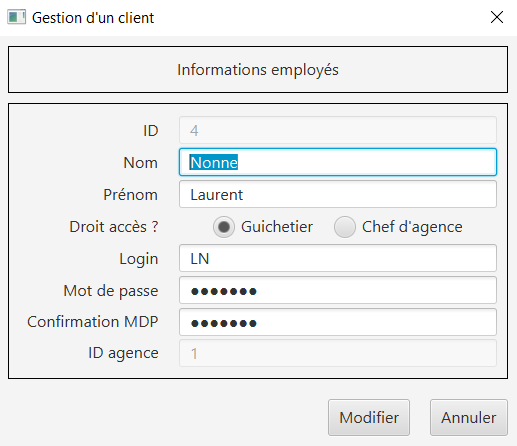 Gestion d'un client
Informations employés
ID 4
Nom Nonne
Prénom Laurent
Droit accès ? Guichetier Chef d'agence
Login LN
Mot de passe ●●●●●●●
Confirmation MDP ●●●●●●●
ID agence 1
Modifier Annuler